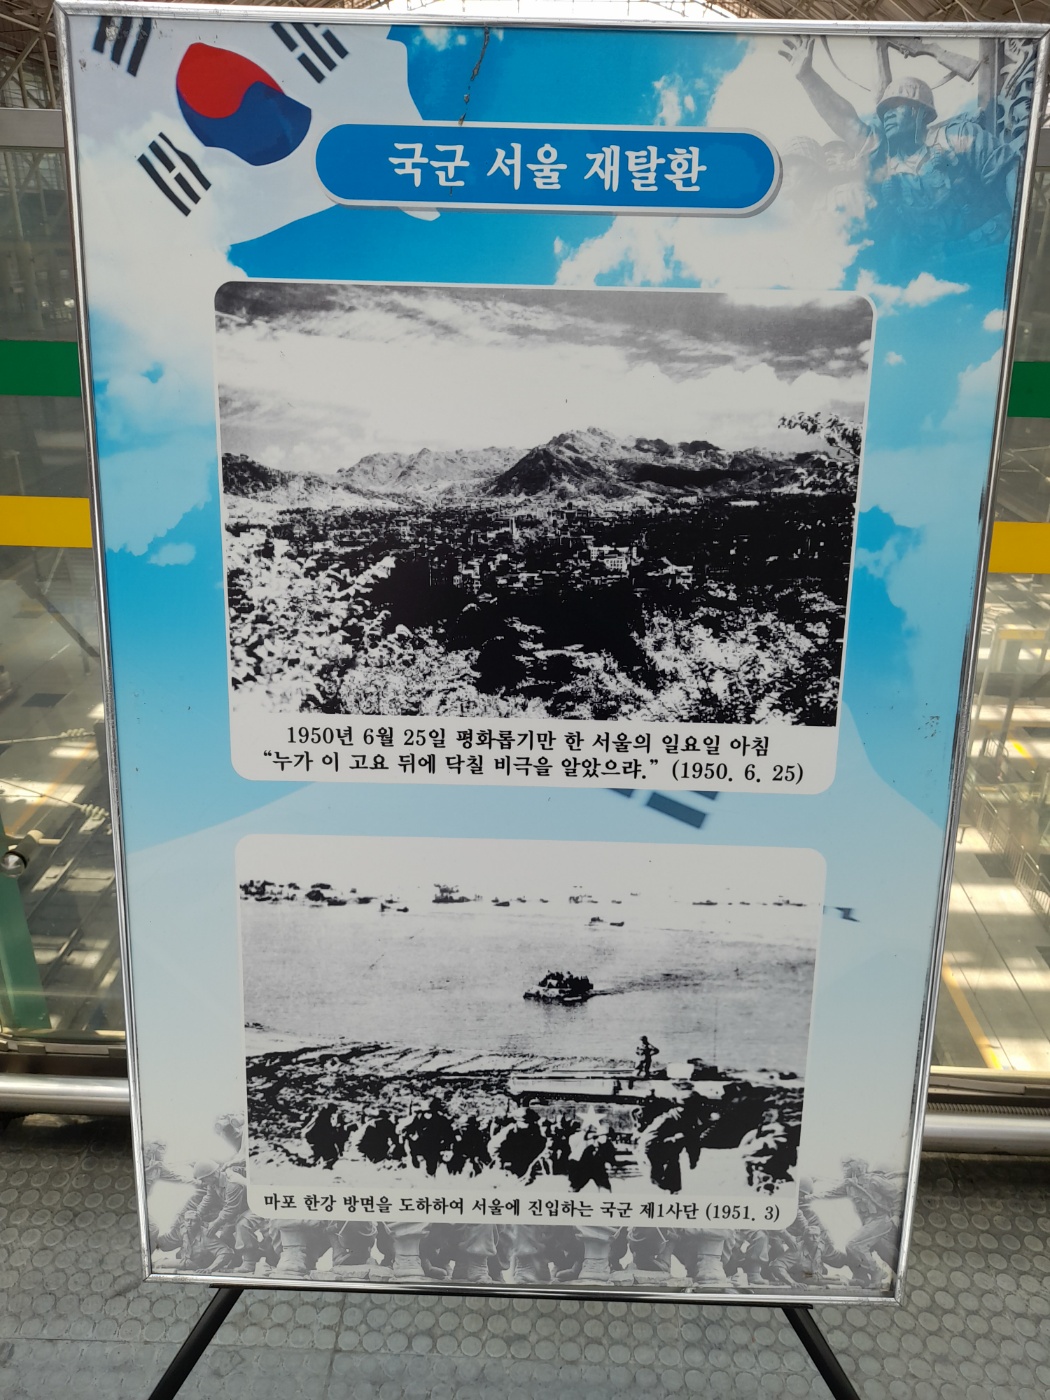 국군 서울 재탈환
1950년 6월 25일 평화롭기만 한 서울의 일요일 아침
“누가 이 고요 뒤에 닥칠 비극을 알았으랴.” (1950. 6. 25)
마포 한강 방면을 도하하여 서울에 진입하는 국군 제1사단 (1951. 3)